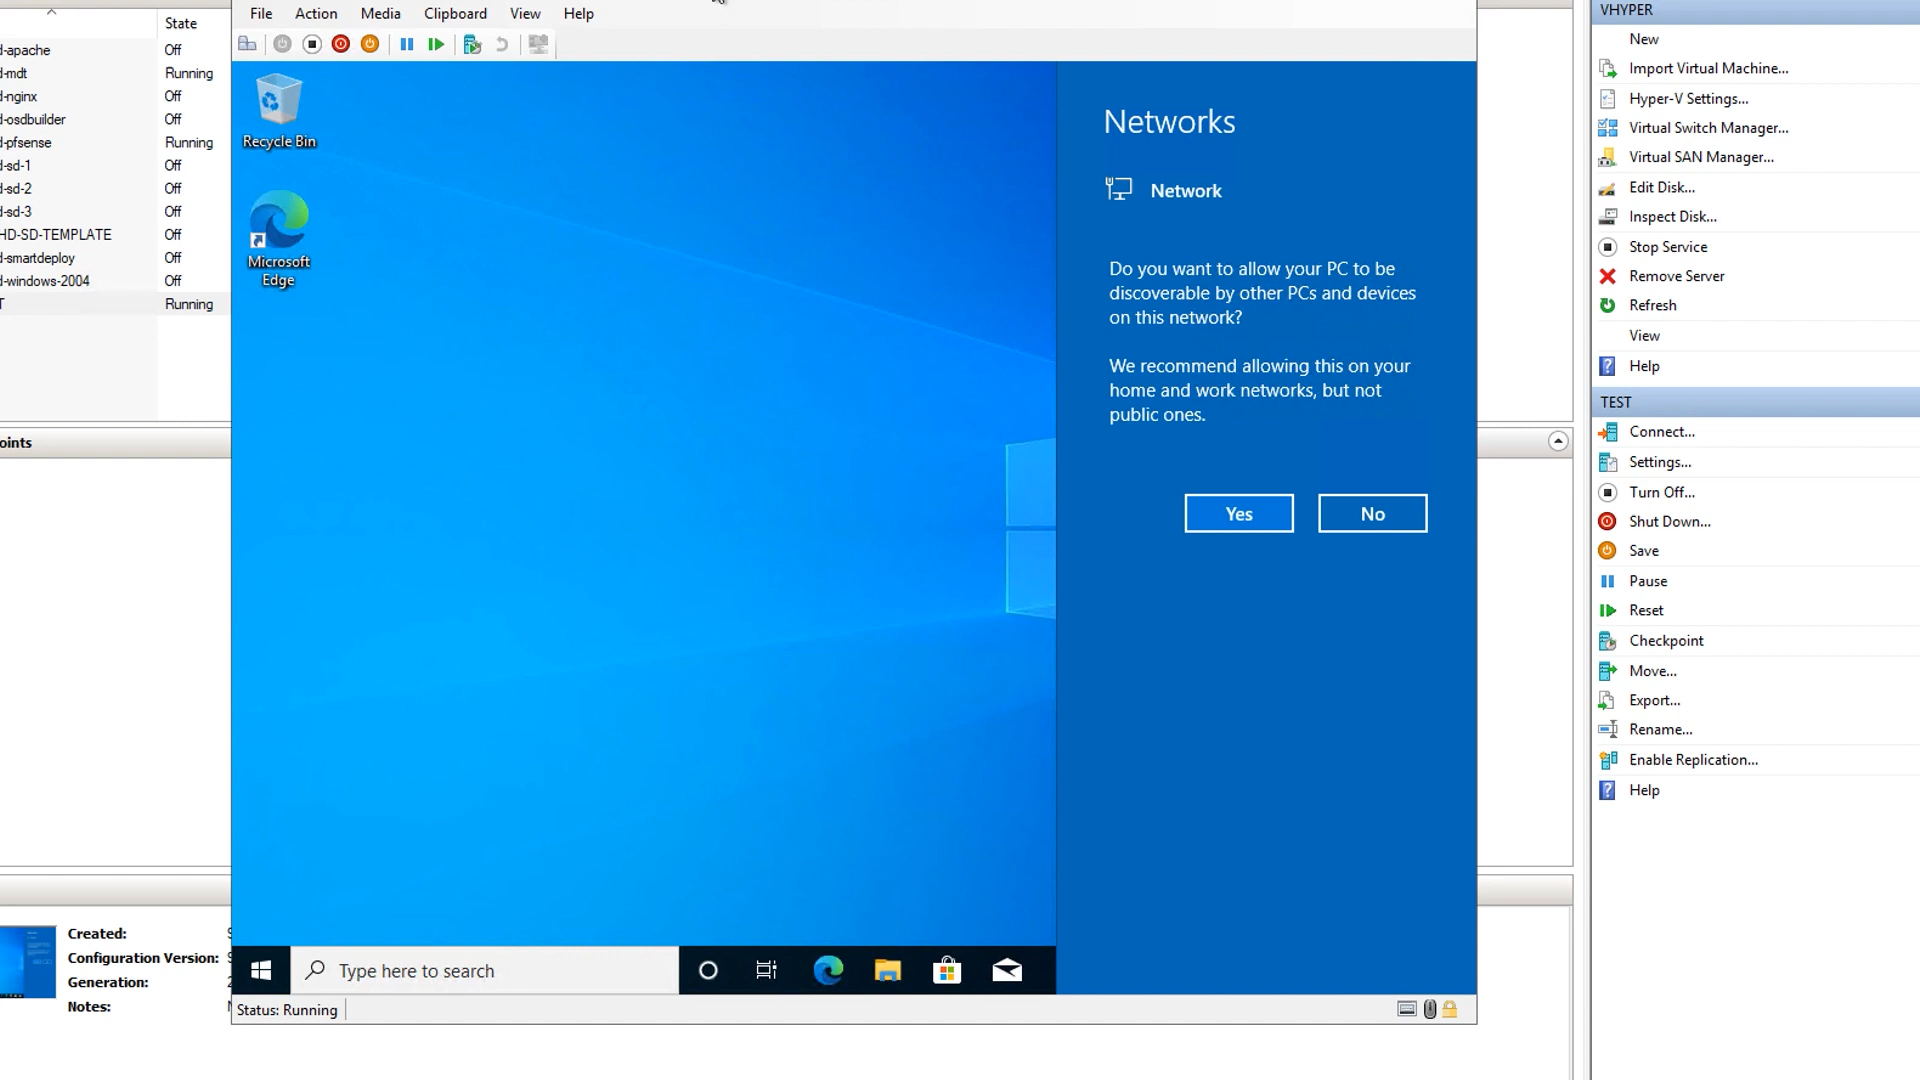 File Action Media Clipboard View Help
State
d-apache Off
d-mdt Running
d-nginx Off
d-osdbuilder Off
d-pfsense Running
d-sd-1 Off
d-sd-2 Off
d-sd-3 Off
HD-SD-TEMPLATE Off
d-smartdeploy Off
d-windows-2004 Off
T Running
oints
Created:
Configuration Version:
Generation:
Notes:
Recycle Bin
Microsoft
Edge
Networks
Network
Do you want to allow your PC to be
discoverable by other PCs and devices
on this network?
We recommend allowing this on your
home and work networks, but not
public ones.
Yes No
Type here to search
Status: Running
VHYPER
New
Import Virtual Machine...
Hyper-V Settings...
Virtual Switch Manager...
Virtual SAN Manager...
Edit Disk...
Inspect Disk...
Stop Service
Remove Server
Refresh
View
Help
TEST
Connect...
Settings...
Turn Off...
Shut Down...
Save
Pause
Reset
Checkpoint
Move...
Export...
Rename...
Enable Replication...
Help